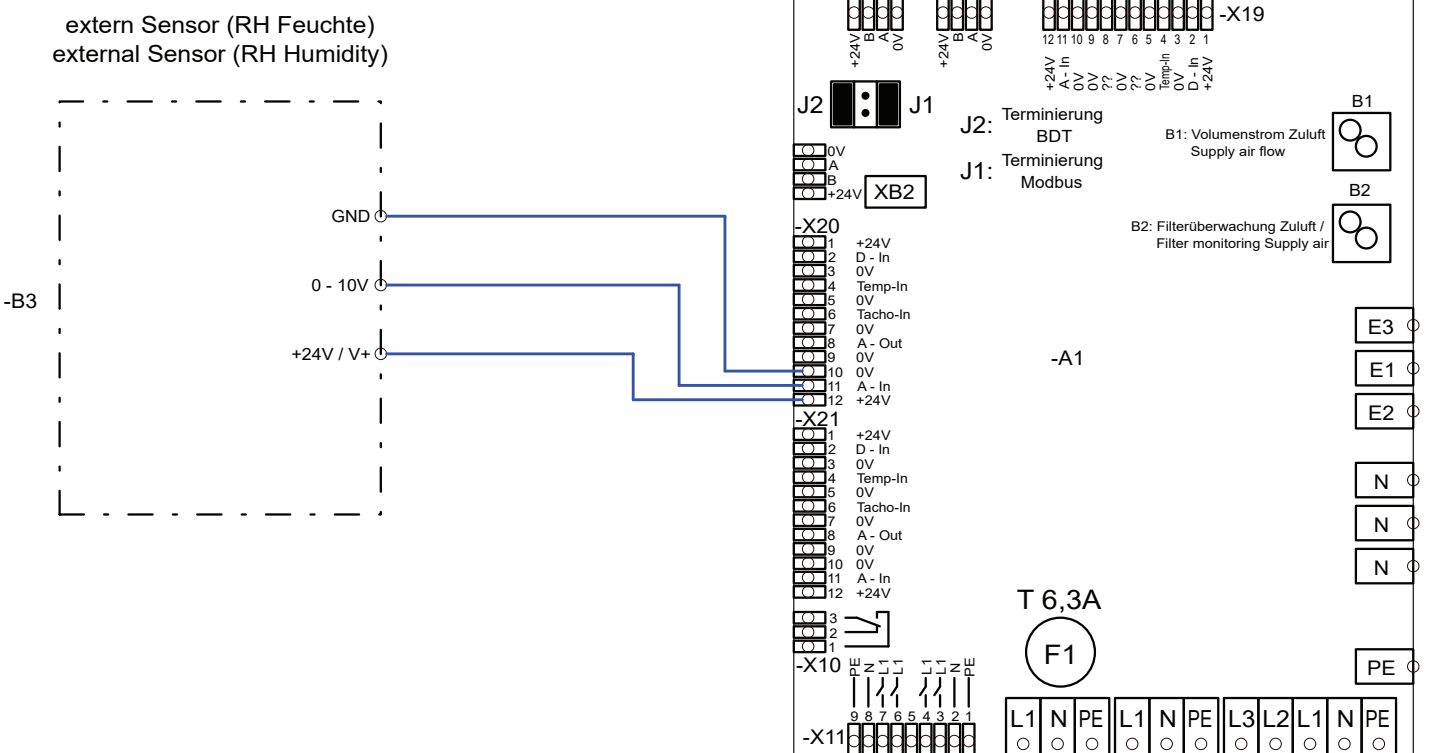 extern Sensor (RH Feuchte)
external Sensor (RH Humidity)
-B3
GND
0 - 10V
+24V / V+
+24V
B
A
0V
+24V
B
A
0V
-X19
12 11 10 9 8 7 6 5 4 3 2 1
+24V
A - In
0V
0V
??
0V
??
0V
Temp-In
0V
D - In
+24V
J2
J1
J2: Terminierung
BDT
J1: Terminierung
Modbus
B1
B1: Volumenstrom Zuluft
Supply air flow
B2
B2: Filterüberwachung Zuluft /
Filter monitoring Supply air
0V
A
B
+24V
XB2
-X20
1 +24V
2 D - In
3 0V
4 Temp-In
5 0V
6 Tacho-In
7 0V
8 A - Out
9 0V
10 0V
11 A - In
12 +24V
-X21
1 +24V
2 D - In
3 0V
4 Temp-In
5 0V
6 Tacho-In
7 0V
8 A - Out
9 0V
10 0V
11 A - In
12 +24V
-A1
E3
E1
E2
N
N
N
PE
3
2
1
-X10
PE
N
L1
L1
L1
L1
N
PE
9 8 7 6 5 4 3 2 1
-X11
T 6,3A
F1
L1 N PE L1 N PE L3 L2 L1 N PE